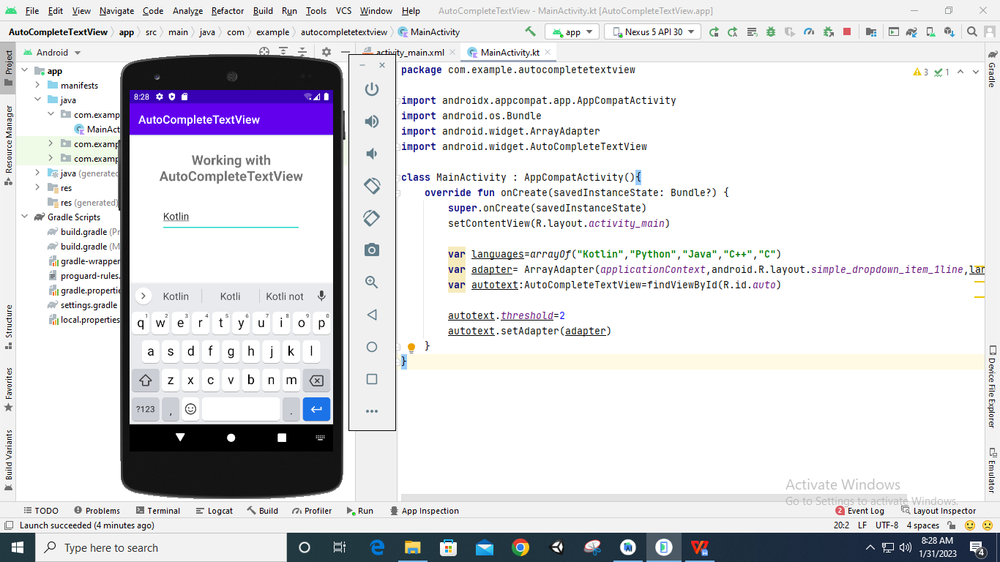 File Edit View Navigate Code Analyze Refactor Build Run Tools VCS Window Help AutoCompleteTextView - MainActivity.kt [AutoCompleteTextView.app]
AutoCompleteTextView app src main java com example autocompletetextview MainActivity app Nexus 5 API 30
Project
Resource Manager
Structure
Favorites
Build Variants
Android
app
manifests
java
com.examp
MainAct
com.examp
com.examp
java (generated
res
res (generated)
Gradle Scripts
build.gradle (Pr
build.gradle (M
gradle-wrapper
proguard-rules.
gradle.propertie
settings.gradle
local.properties
8:28
AutoCompleteTextView
Working with
AutoCompleteTextView
Kotlin
Kotlin Kotli Kotli not
1 2 3 4 5 6 7 8 9 0
q w e r t y u i o p
a s d f g h j k l
z x c v b n m
?123 , .
activity_main.xml MainActivity.kt
3 1
package com.example.autocompletetextview
import androidx.appcompat.app.AppCompatActivity
import android.os.Bundle
import android.widget.ArrayAdapter
import android.widget.AutoCompleteTextView
class MainActivity : AppCompatActivity(){
override fun onCreate(savedInstanceState: Bundle?) {
super.onCreate(savedInstanceState)
setContentView(R.layout.activity_main)
var languages=arrayOf("Kotlin","Python","Java","C++","C")
var adapter= ArrayAdapter(applicationContext,android.R.layout.simple_dropdown_item_1line,lan
var autotext:AutoCompleteTextView=findViewById(R.id.auto)
autotext.threshold=2
autotext.setAdapter(adapter)
}
}
Gradle
Device File Explorer
Emulator
Activate Windows
Go to Settings to activate Windows.
TODO Problems Terminal Logcat Build Profiler Run App Inspection 2 Event Log Layout Inspector
Launch succeeded (4 minutes ago) 20:2 LF UTF-8 4 spaces
Type here to search
8:28 AM
1/31/2023
4